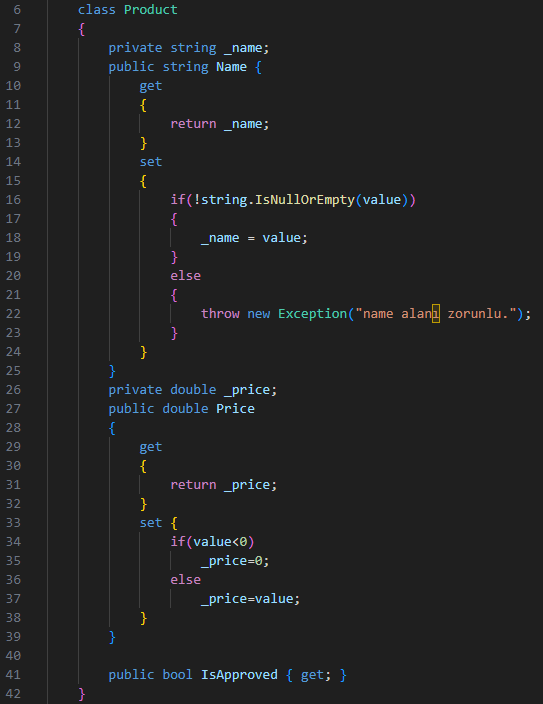 6 class Product
7 {
8 private string _name;
9 public string Name {
10 get
11 {
12 return _name;
13 }
14 set
15 {
16 if(!string.IsNullOrEmpty(value))
17 {
18 _name = value;
19 }
20 else
21 {
22 throw new Exception("name alanı zorunlu.");
23 }
24 }
25 }
26 private double _price;
27 public double Price
28 {
29 get
30 {
31 return _price;
32 }
33 set {
34 if(value<0)
35 _price=0;
36 else
37 _price=value;
38 }
39 }
40
41 public bool IsApproved { get; }
42 }